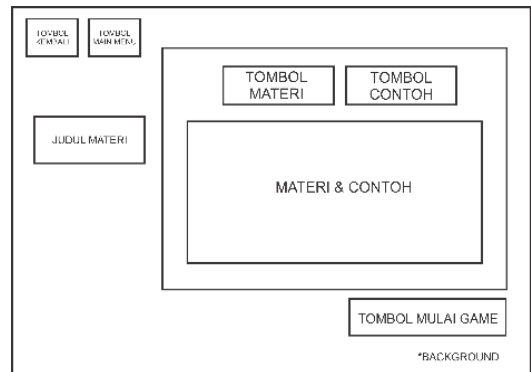 TOMBOL
KEMBALI
TOMBOL
MAIN MENU
TOMBOL
MATERI
TOMBOL
CONTOH
JUDUL MATERI
MATERI & CONTOH
TOMBOL MULAI GAME
*BACKGROUND